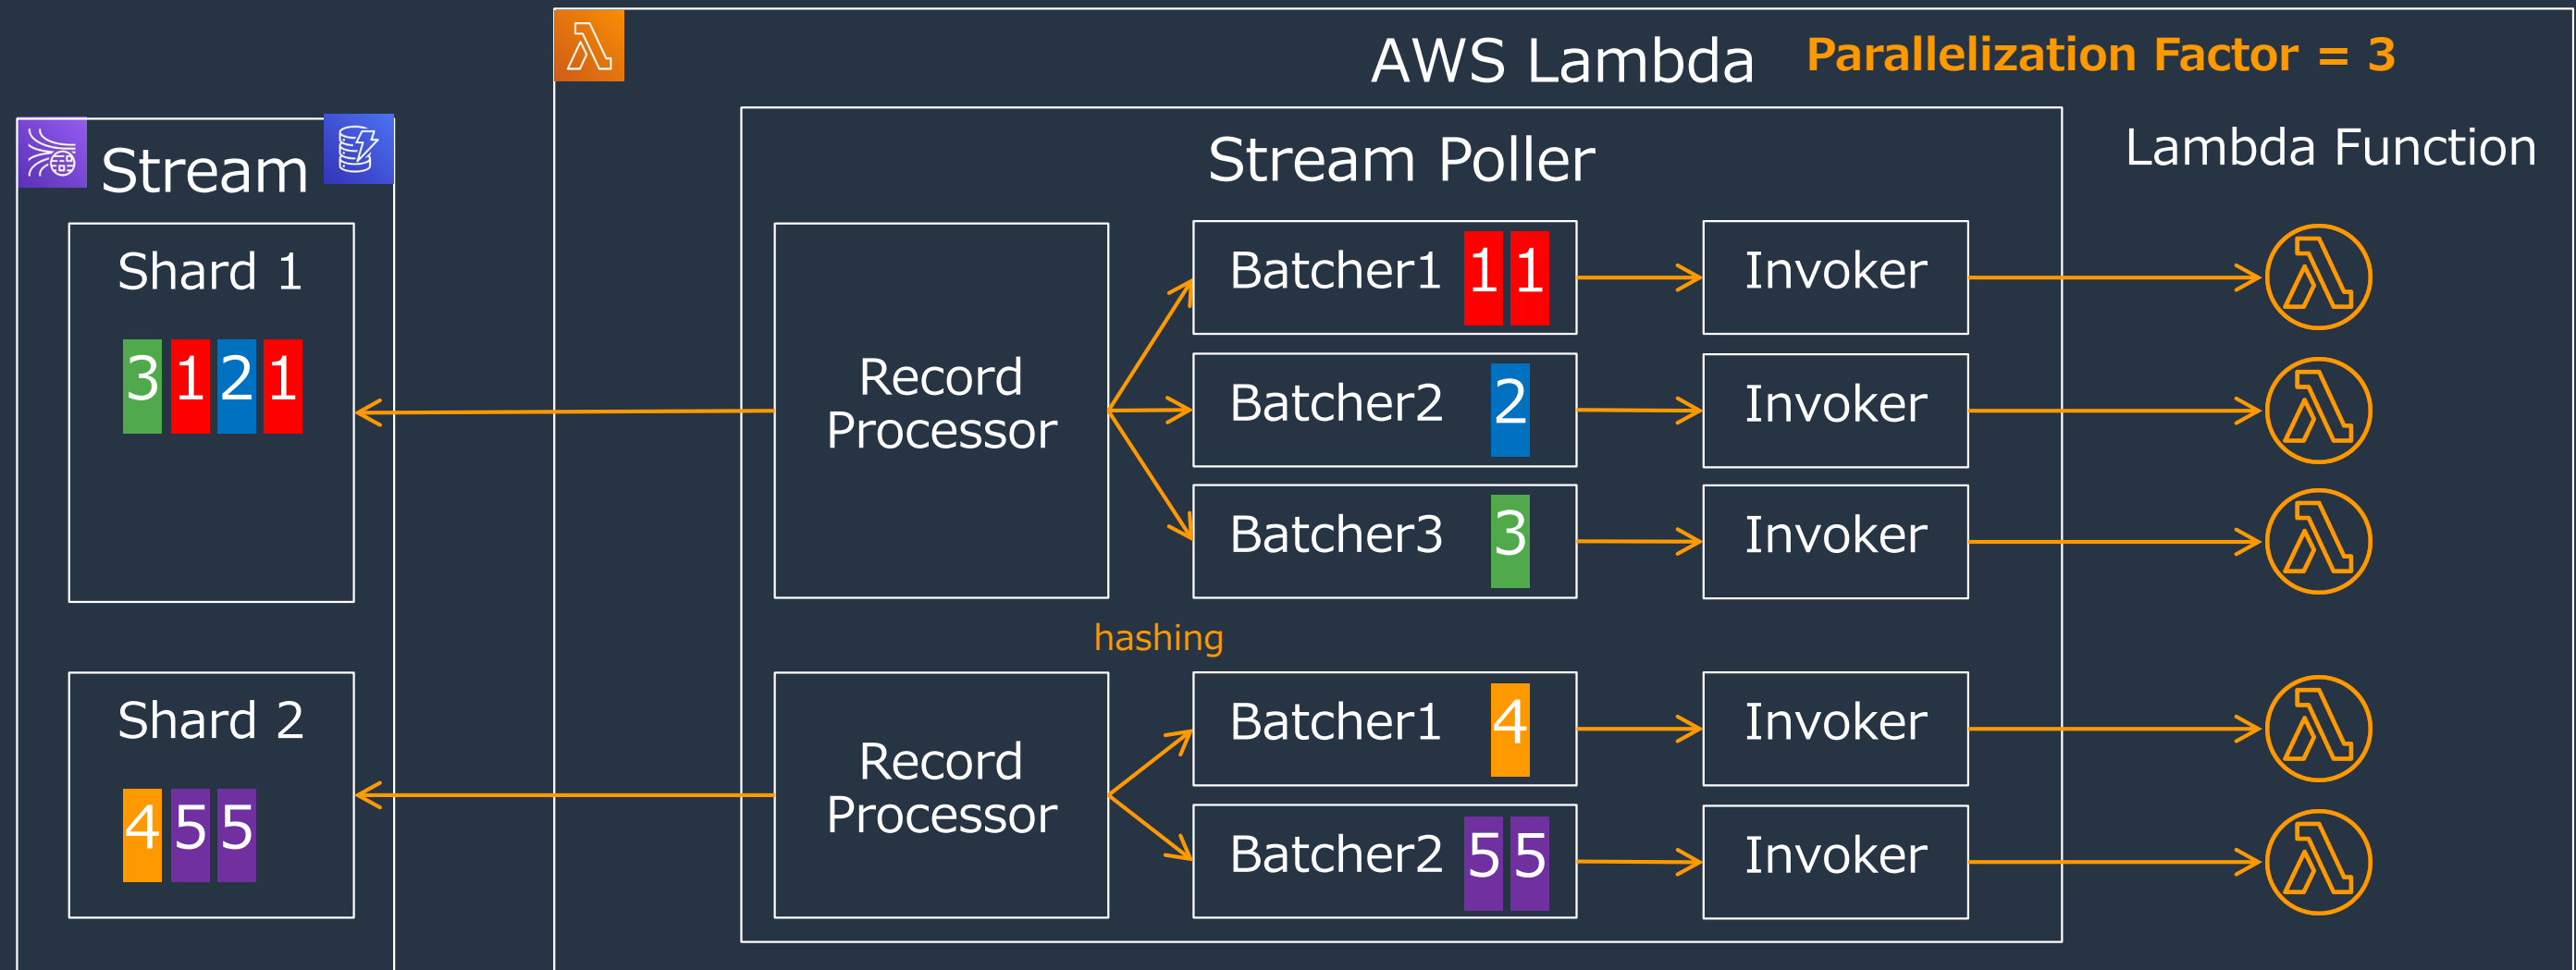 AWS Lambda
Parallelization Factor = 3
Stream
Stream Poller
Lambda Function
Shard 1
3 1 2 1
Record
Processor
Batcher1 1 1
Invoker
Batcher2 2
Invoker
Batcher3 3
Invoker
hashing
Shard 2
4 5 5
Record
Processor
Batcher1 4
Invoker
Batcher2 5 5
Invoker